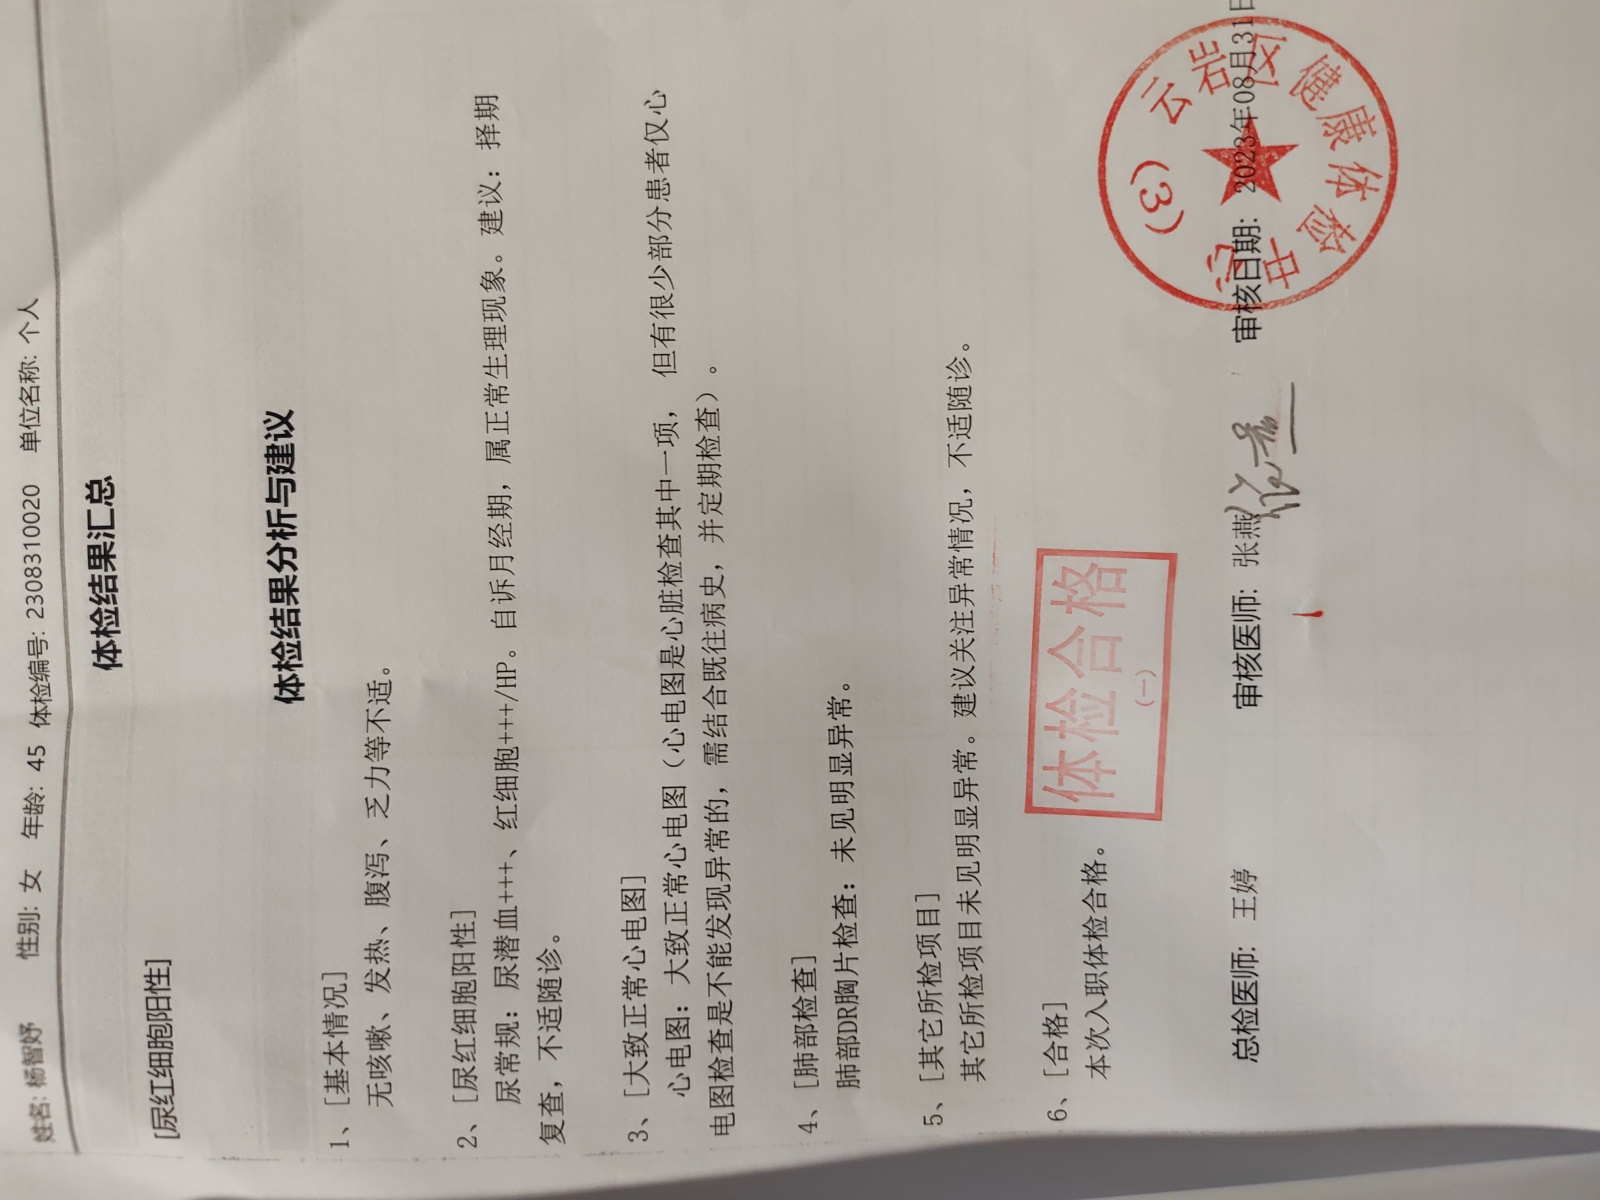 姓名: 杨智妤 性别: 女 年龄: 45 体检编号: 2308310020 单位名称: 个人
体检结果汇总
[尿红细胞阳性]
体检结果分析与建议
1、[基本情况]
无咳嗽、发热、腹泻、乏力等不适。
2、[尿红细胞阳性]
尿常规：尿潜血+++、红细胞+++/HP。自诉月经期，属正常生理现象。建议：择期
复查，不适随诊。
3、[大致正常心电图]
心电图：大致正常心电图（心电图是心脏检查其中一项， 但有很少部分患者仅心
电图检查是不能发现异常的，需结合既往病史，并定期检查）。
4、[肺部检查]
肺部DR胸片检查：未见明显异常。
5、[其它所检项目]
其它所检项目未见明显异常。建议关注异常情况，不适随诊。
6、[合格]
本次入职体检合格。
体检合格
(一)
总检医师: 王婷 审核医师: 张燕 审核日期: 2023年08月31日
云岩区健康体检中心
(3)